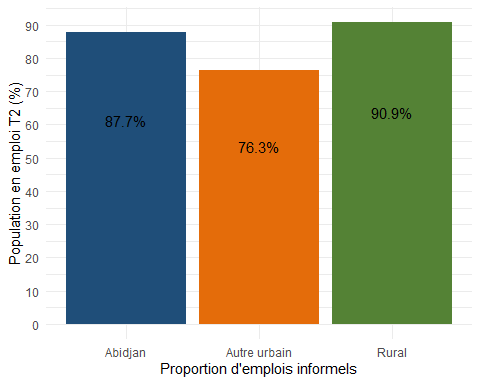 Population en emploi T2 (%)
90
80
70
60
50
40
30
20
10
0
87.7%
76.3%
90.9%
Abidjan
Autre urbain
Rural
Proportion d'emplois informels